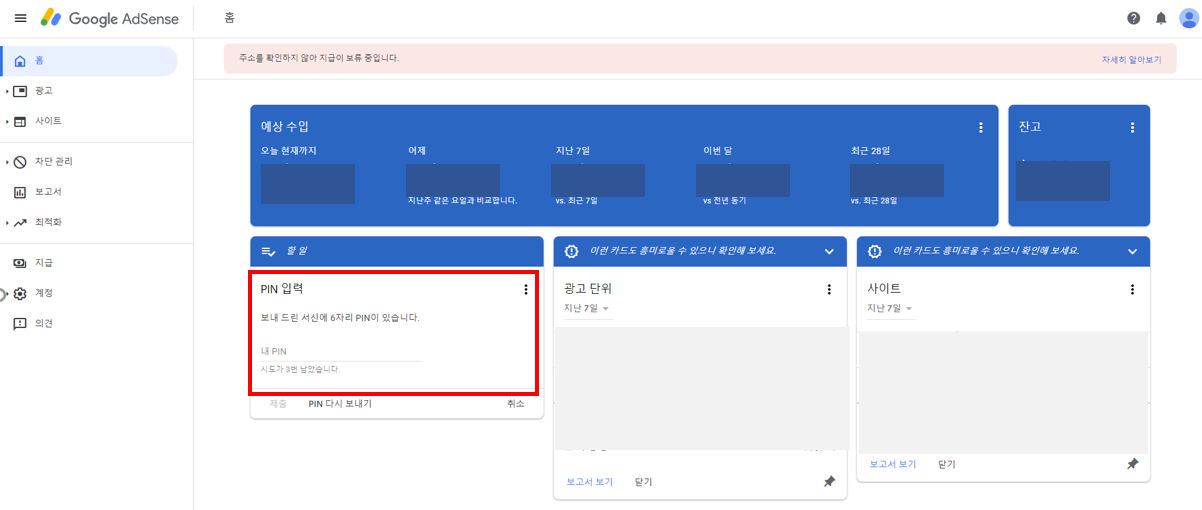 Google AdSense
홈
주소를 확인하지 않아 지급이 보류 중입니다.
자세히 알아보기
홈
광고
사이트
차단 관리
보고서
최적화
지급
계정
의견
예상 수입
오늘 현재까지
어제
지난 7일
이번 달
최근 28일
지난주 같은 요일과 비교합니다.
vs. 최근 7일
vs 전년 동기
vs. 최근 28일
잔고
할 일
PIN 입력
보내 드린 서신에 6자리 PIN이 있습니다.
내 PIN
시도가 3번 남았습니다.
제출
PIN 다시 보내기
취소
이런 카드도 흥미로울 수 있으니 확인해 보세요.
광고 단위
지난 7일
보고서 보기
닫기
이런 카드도 흥미로울 수 있으니 확인해 보세요.
사이트
지난 7일
보고서 보기
닫기